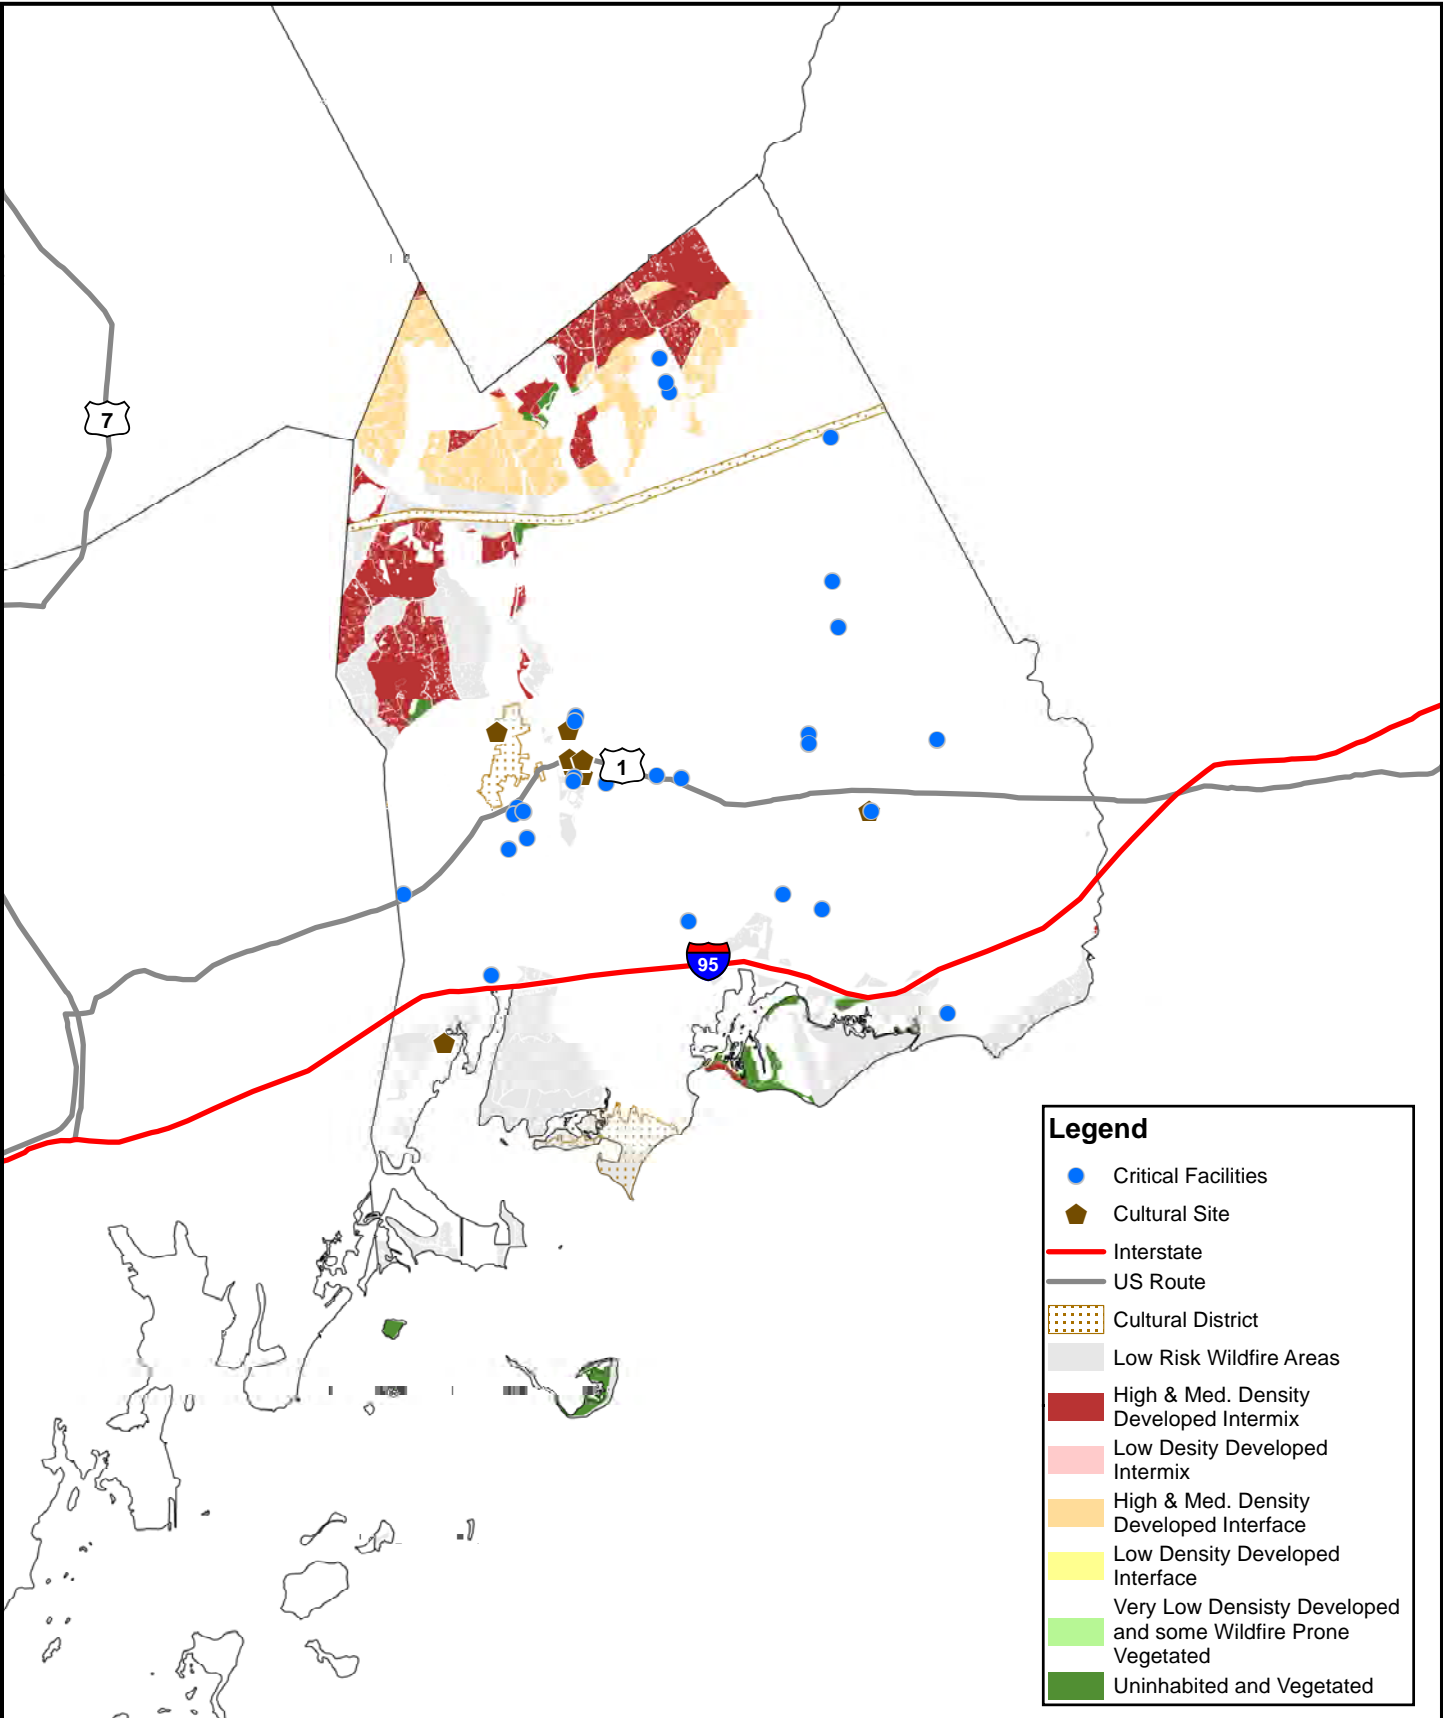 7
1
95
Legend
Critical Facilities
Cultural Site
Interstate
US Route
Cultural District
Low Risk Wildfire Areas
High & Med. Density
Developed Intermix
Low Desity Developed
Intermix
High & Med. Density
Developed Interface
Low Density Developed
Interface
Very Low Densisty Developed
and some Wildfire Prone
Vegetated
Uninhabited and Vegetated